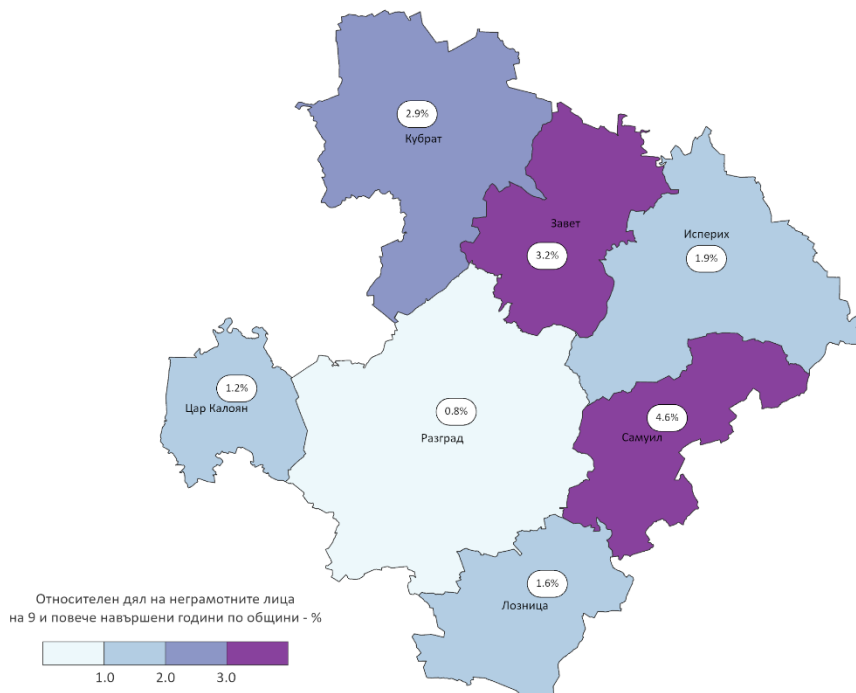 2.9%
Кубрат
Завет
3.2%
Исперих
1.9%
1.2%
Цар Калоян
0.8%
Разград
4.6%
Самуил
1.6%
Лозница
Относителен дял на неграмотните лица
на 9 и повече навършени години по общини - %
1.0 2.0 3.0